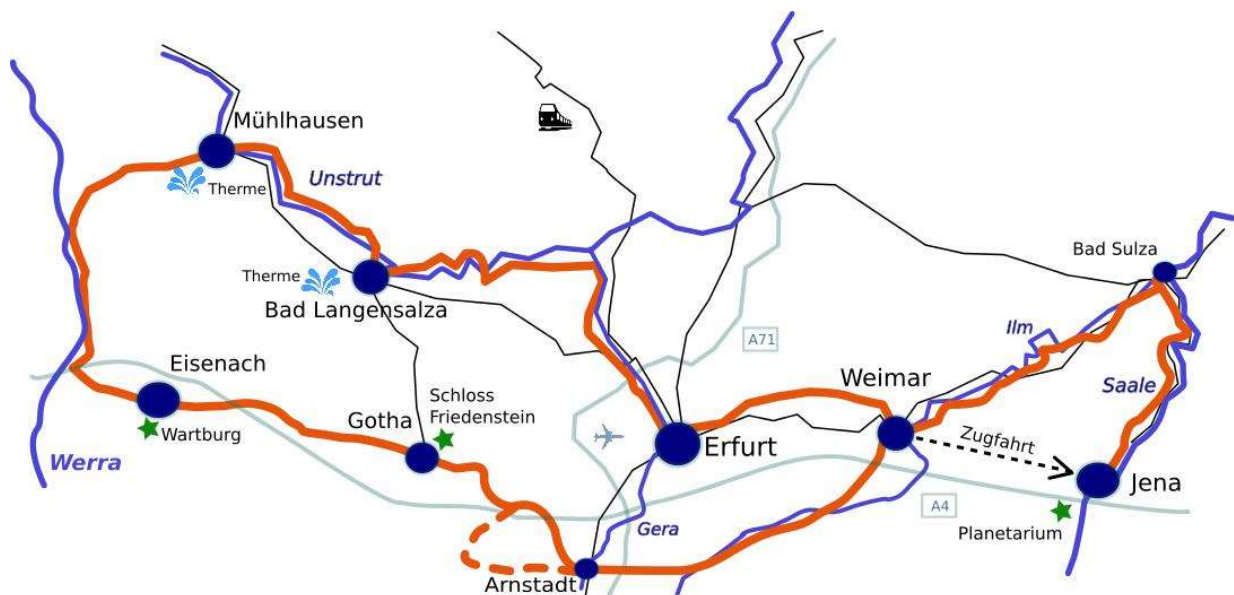 Mühlhausen
Therme
Unstrut
Therme
Bad Langensalza
Bad Sulza
A71
Ilm
Eisenach
Weimar
Saale
Schloss
Friedenstein
Gotha
Wartburg
Werra
Erfurt
Zugfahrt
Jena
A4
Gera
Planetarium
Arnstadt